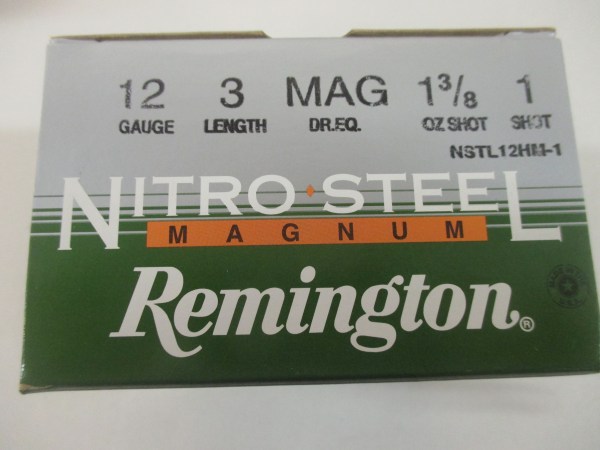 12 3 MAG 1 3/8 1
GAUGE LENGTH DR.EQ. OZ SHOT SHOT
NSTL12HM-1
NITRO STEEL
MAGNUM
Remington®